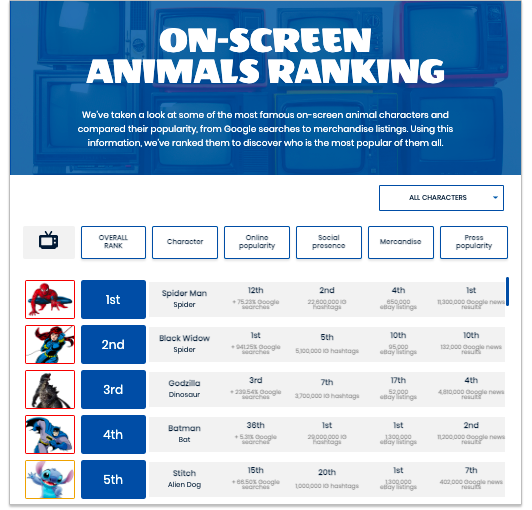 ON-SCREEN
ANIMALS RANKING
We've taken a look at some of the most famous on-screen animal characters and
compared their popularity, from Google searches to merchandise listings. Using this
information, we've ranked them to discover who is the most popular of them all.
ALL CHARACTERS
OVERALL RANK Character Online popularity Social presence Mercandise Press popularity
1st Spider Man 12th 2nd 4th 1st
Spider + 75.23% Google searches 22,600,000 IG hashtags 650,000 eBay listings 11,300,000 Google news results
2nd Black Widow 1st 5th 10th 10th
Spider + 941.25% Google searches 5,100,000 IG hashtags 95,000 eBay listings 132,000 Google news results
3rd Godzilla 3rd 7th 17th 4th
Dinosaur + 239.54% Google searches 3,700,000 IG hashtags 52,000 eBay listings 4,810,000 Google news results
4th Batman 36th 1st 1st 2nd
Bat + 5.31% Google searches 29,000,000 IG hashtags 1,300,000 eBay listings 11,200,000 Google news results
5th Stitch 15th 20th 1st 7th
Alien Dog + 66.50% Google searches 1,000,000 IG hashtags 1,300,000 eBay listings 402,000 Google news results